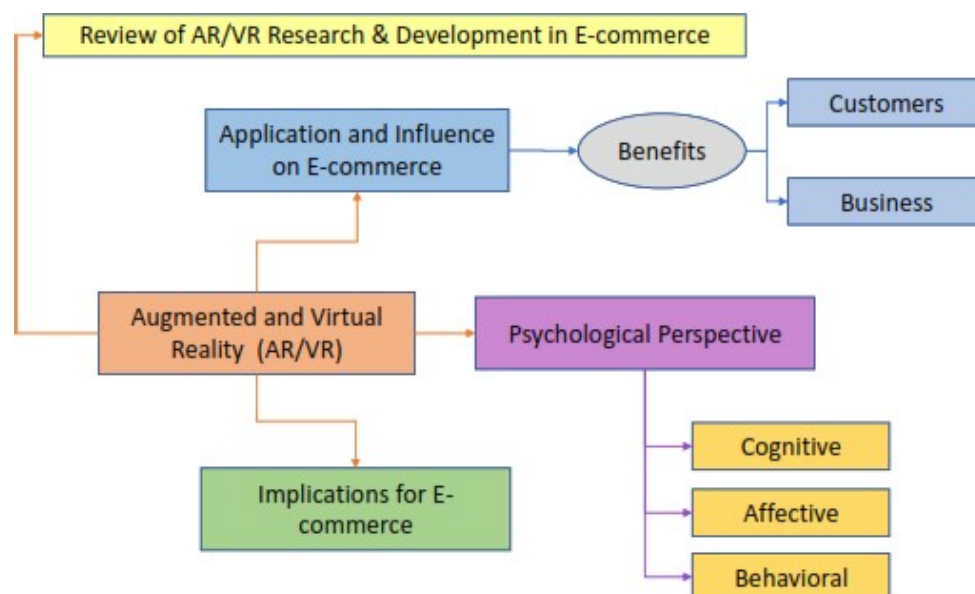 Review of AR/VR Research & Development in E-commerce
Application and Influence
on E-commerce
Benefits
Customers
Business
Augmented and Virtual
Reality (AR/VR)
Psychological Perspective
Cognitive
Affective
Behavioral
Implications for E-
commerce